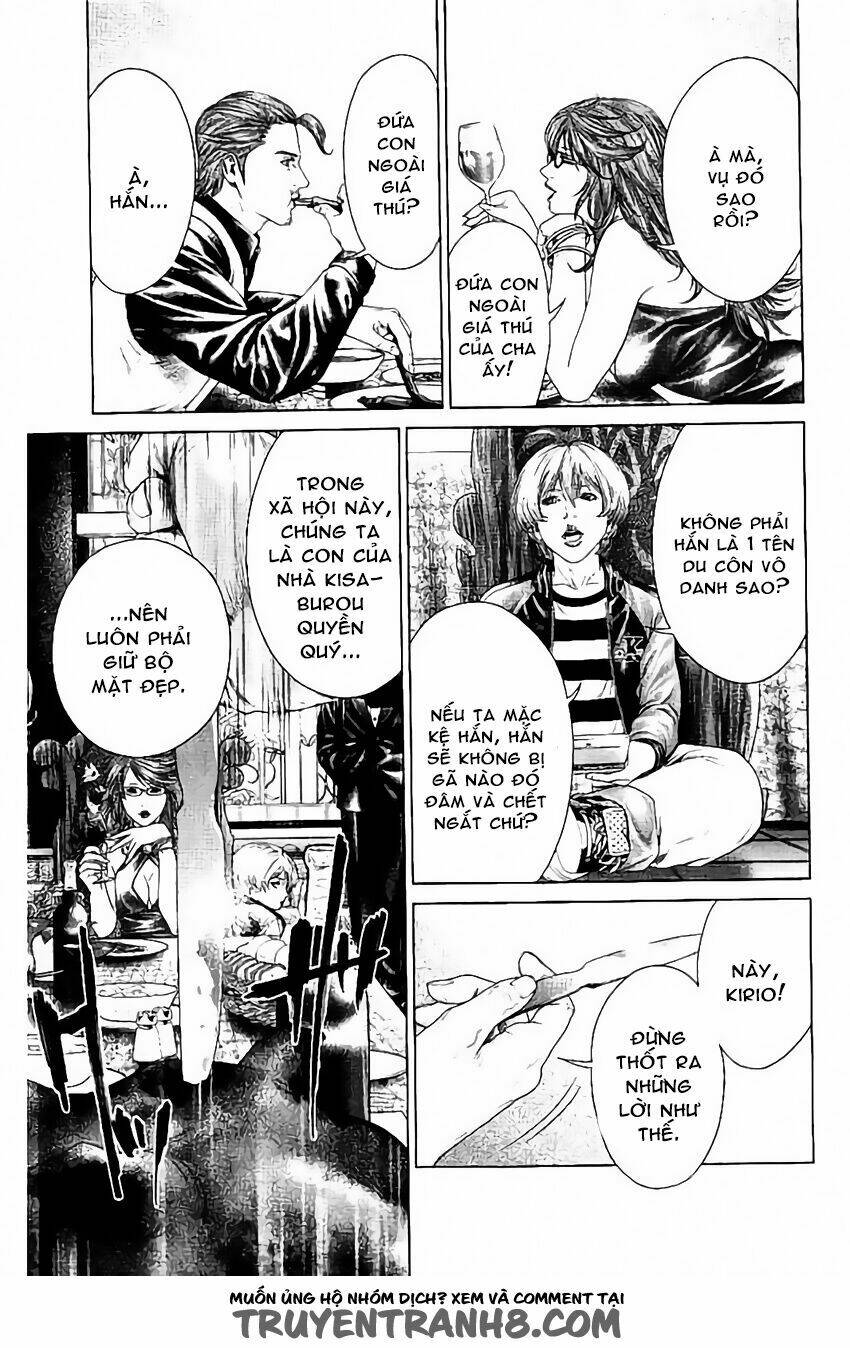 À MÀ,
VỤ ĐÓ
SAO
RỒI?
ĐỨA CON
NGOÀI
GIÁ THÚ
CỦA CHA
ẤY!
ĐỨA
CON
NGOÀI
GIÁ
THÚ?
À,
HẮN...
KHÔNG PHẢI
HẮN LÀ 1 TÊN
DU CÔN VÔ
DANH SAO?
NẾU TA MẶC
KỆ HẮN, HẮN
SẼ KHÔNG BỊ
GÃ NÀO ĐÓ
ĐÂM VÀ CHẾT
NGẮT CHỨ?
NÀY,
KIRIO!
ĐỪNG
THỐT RA
NHỮNG
LỜI NHƯ
THẾ.
TRONG
XÃ HỘI NÀY,
CHÚNG TA
LÀ CON CỦA
NHÀ KISA-
BUROU
QUYỀN
QUÝ...
...NÊN
LUÔN PHẢI
GIỮ BỘ
MẶT ĐẸP.
MUỐN ỦNG HỘ NHÓM DỊCH? XEM VÀ COMMENT TẠI
TRUYENTRANH8.COM